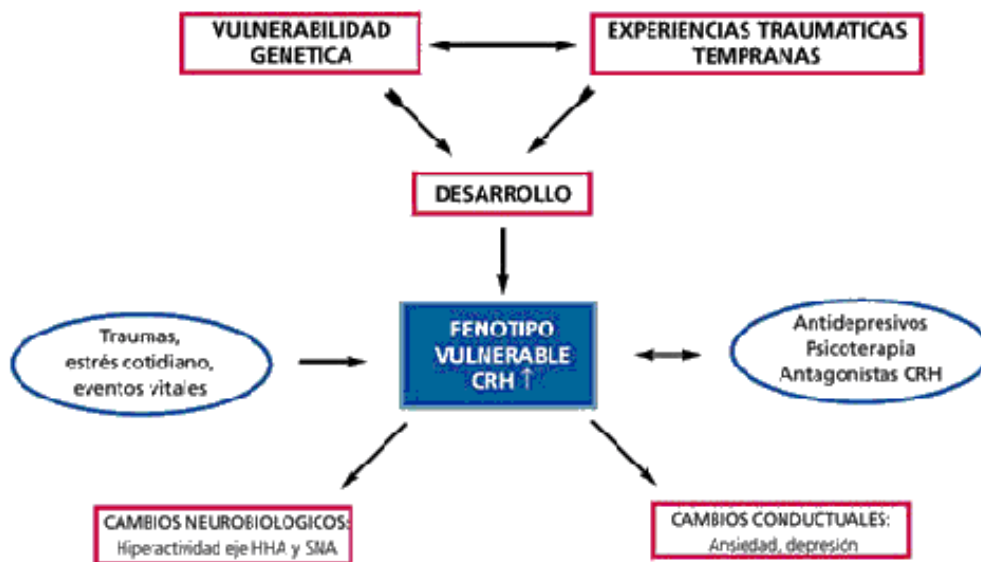 VULNERABILIDAD
GENETICA
EXPERIENCIAS TRAUMATICAS
TEMPRANAS
DESARROLLO
Traumas,
estrés cotidiano,
eventos vitales
FENOTIPO
VULNERABLE
CRH ↑
Antidepresivos
Psicoterapia
Antagonistas CRH
CAMBIOS NEUROBIOLOGICOS:
Hiperactividad eje HHA y SNA
CAMBIOS CONDUCTUALES:
Ansiedad, depresión